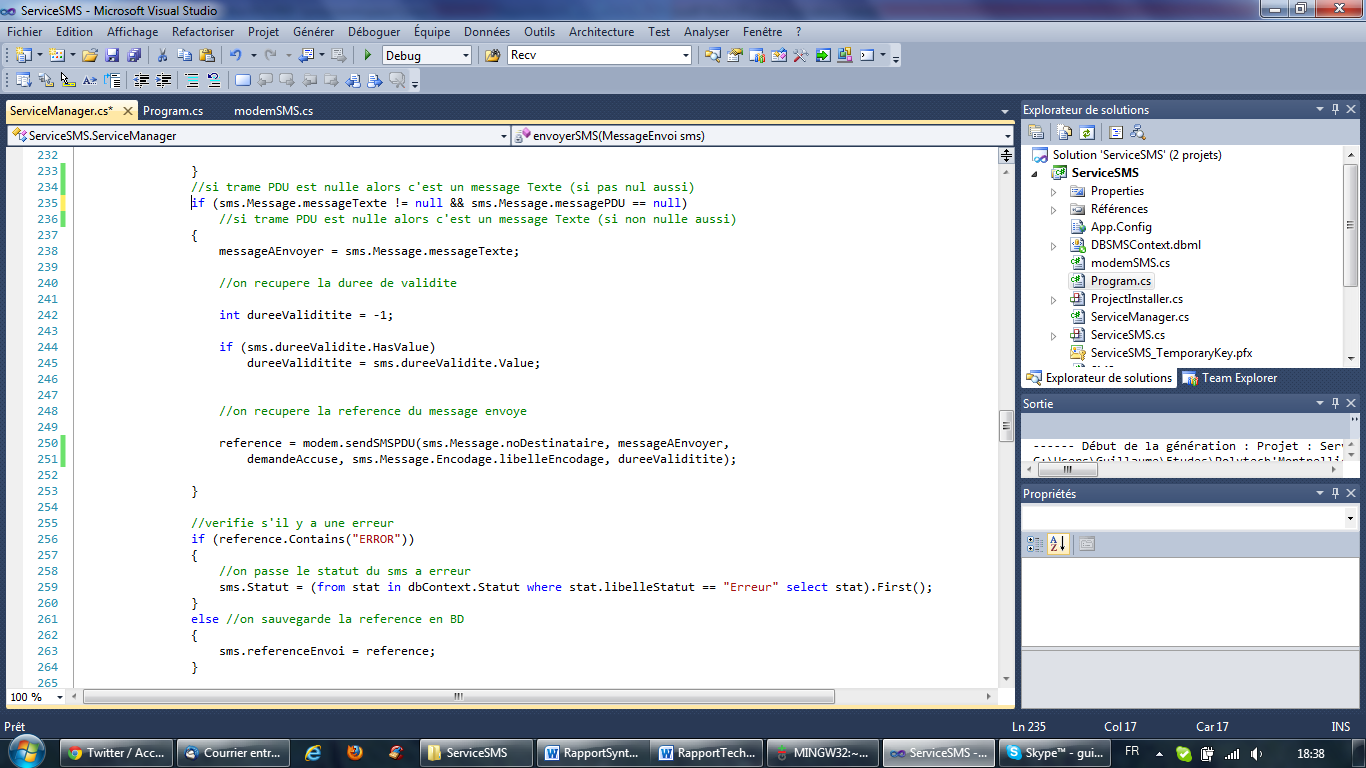 ServiceSMS - Microsoft Visual Studio
Fichier Edition Affichage Refactoriser Projet Générer Déboguer Équipe Données Outils Architecture Test Analyser Fenêtre ?
Debug Recv
ServiceManager.cs* Program.cs modemSMS.cs
ServiceSMS.ServiceManager envoyerSMS(MessageEnvoi sms)
232
233 }
234 //si trame PDU est nulle alors c'est un message Texte (si pas nul aussi)
235 if (sms.Message.messageTexte != null && sms.Message.messagePDU == null)
236 //si trame PDU est nulle alors c'est un message Texte (si non nulle aussi)
237 {
238 messageAEnvoyer = sms.Message.messageTexte;
239
240 //on recupere la duree de validite
241
242 int dureeValiditite = -1;
243
244 if (sms.dureeValidite.HasValue)
245 dureeValiditite = sms.dureeValidite.Value;
246
247
248 //on recupere la reference du message envoye
249
250 reference = modem.sendSMSPDU(sms.Message.noDestinataire, messageAEnvoyer,
251 demandeAccuse, sms.Message.Encodage.libelleEncodage, dureeValiditite);
252
253 }
254
255 //verifie s'il y a une erreur
256 if (reference.Contains("ERROR"))
257 {
258 //on passe le statut du sms a erreur
259 sms.Statut = (from stat in dbContext.Statut where stat.libelleStatut == "Erreur" select stat).First();
260 }
261 else //on sauvegarde la reference en BD
262 {
263 sms.referenceEnvoi = reference;
264 }
265
100 %
Explorateur de solutions
Solution 'ServiceSMS' (2 projets)
ServiceSMS
Properties
Références
App.Config
DBSMSContext.dbml
modemSMS.cs
Program.cs
ProjectInstaller.cs
ServiceManager.cs
ServiceSMS.cs
ServiceSMS_TemporaryKey.pfx
Explorateur de solutions Team Explorer
Sortie
------ Début de la génération : Projet : Ser
C:\Users\Guillaume\Etudes\Polytech'Montpelli
Propriétés
Prêt Ln 235 Col 17 Car 17 INS
Twitter / Acc... Courrier entr... ServiceSMS RapportSynt... RapportTech... MINGW32:~... ServiceSMS -... Skype™ - gui... FR 18:38